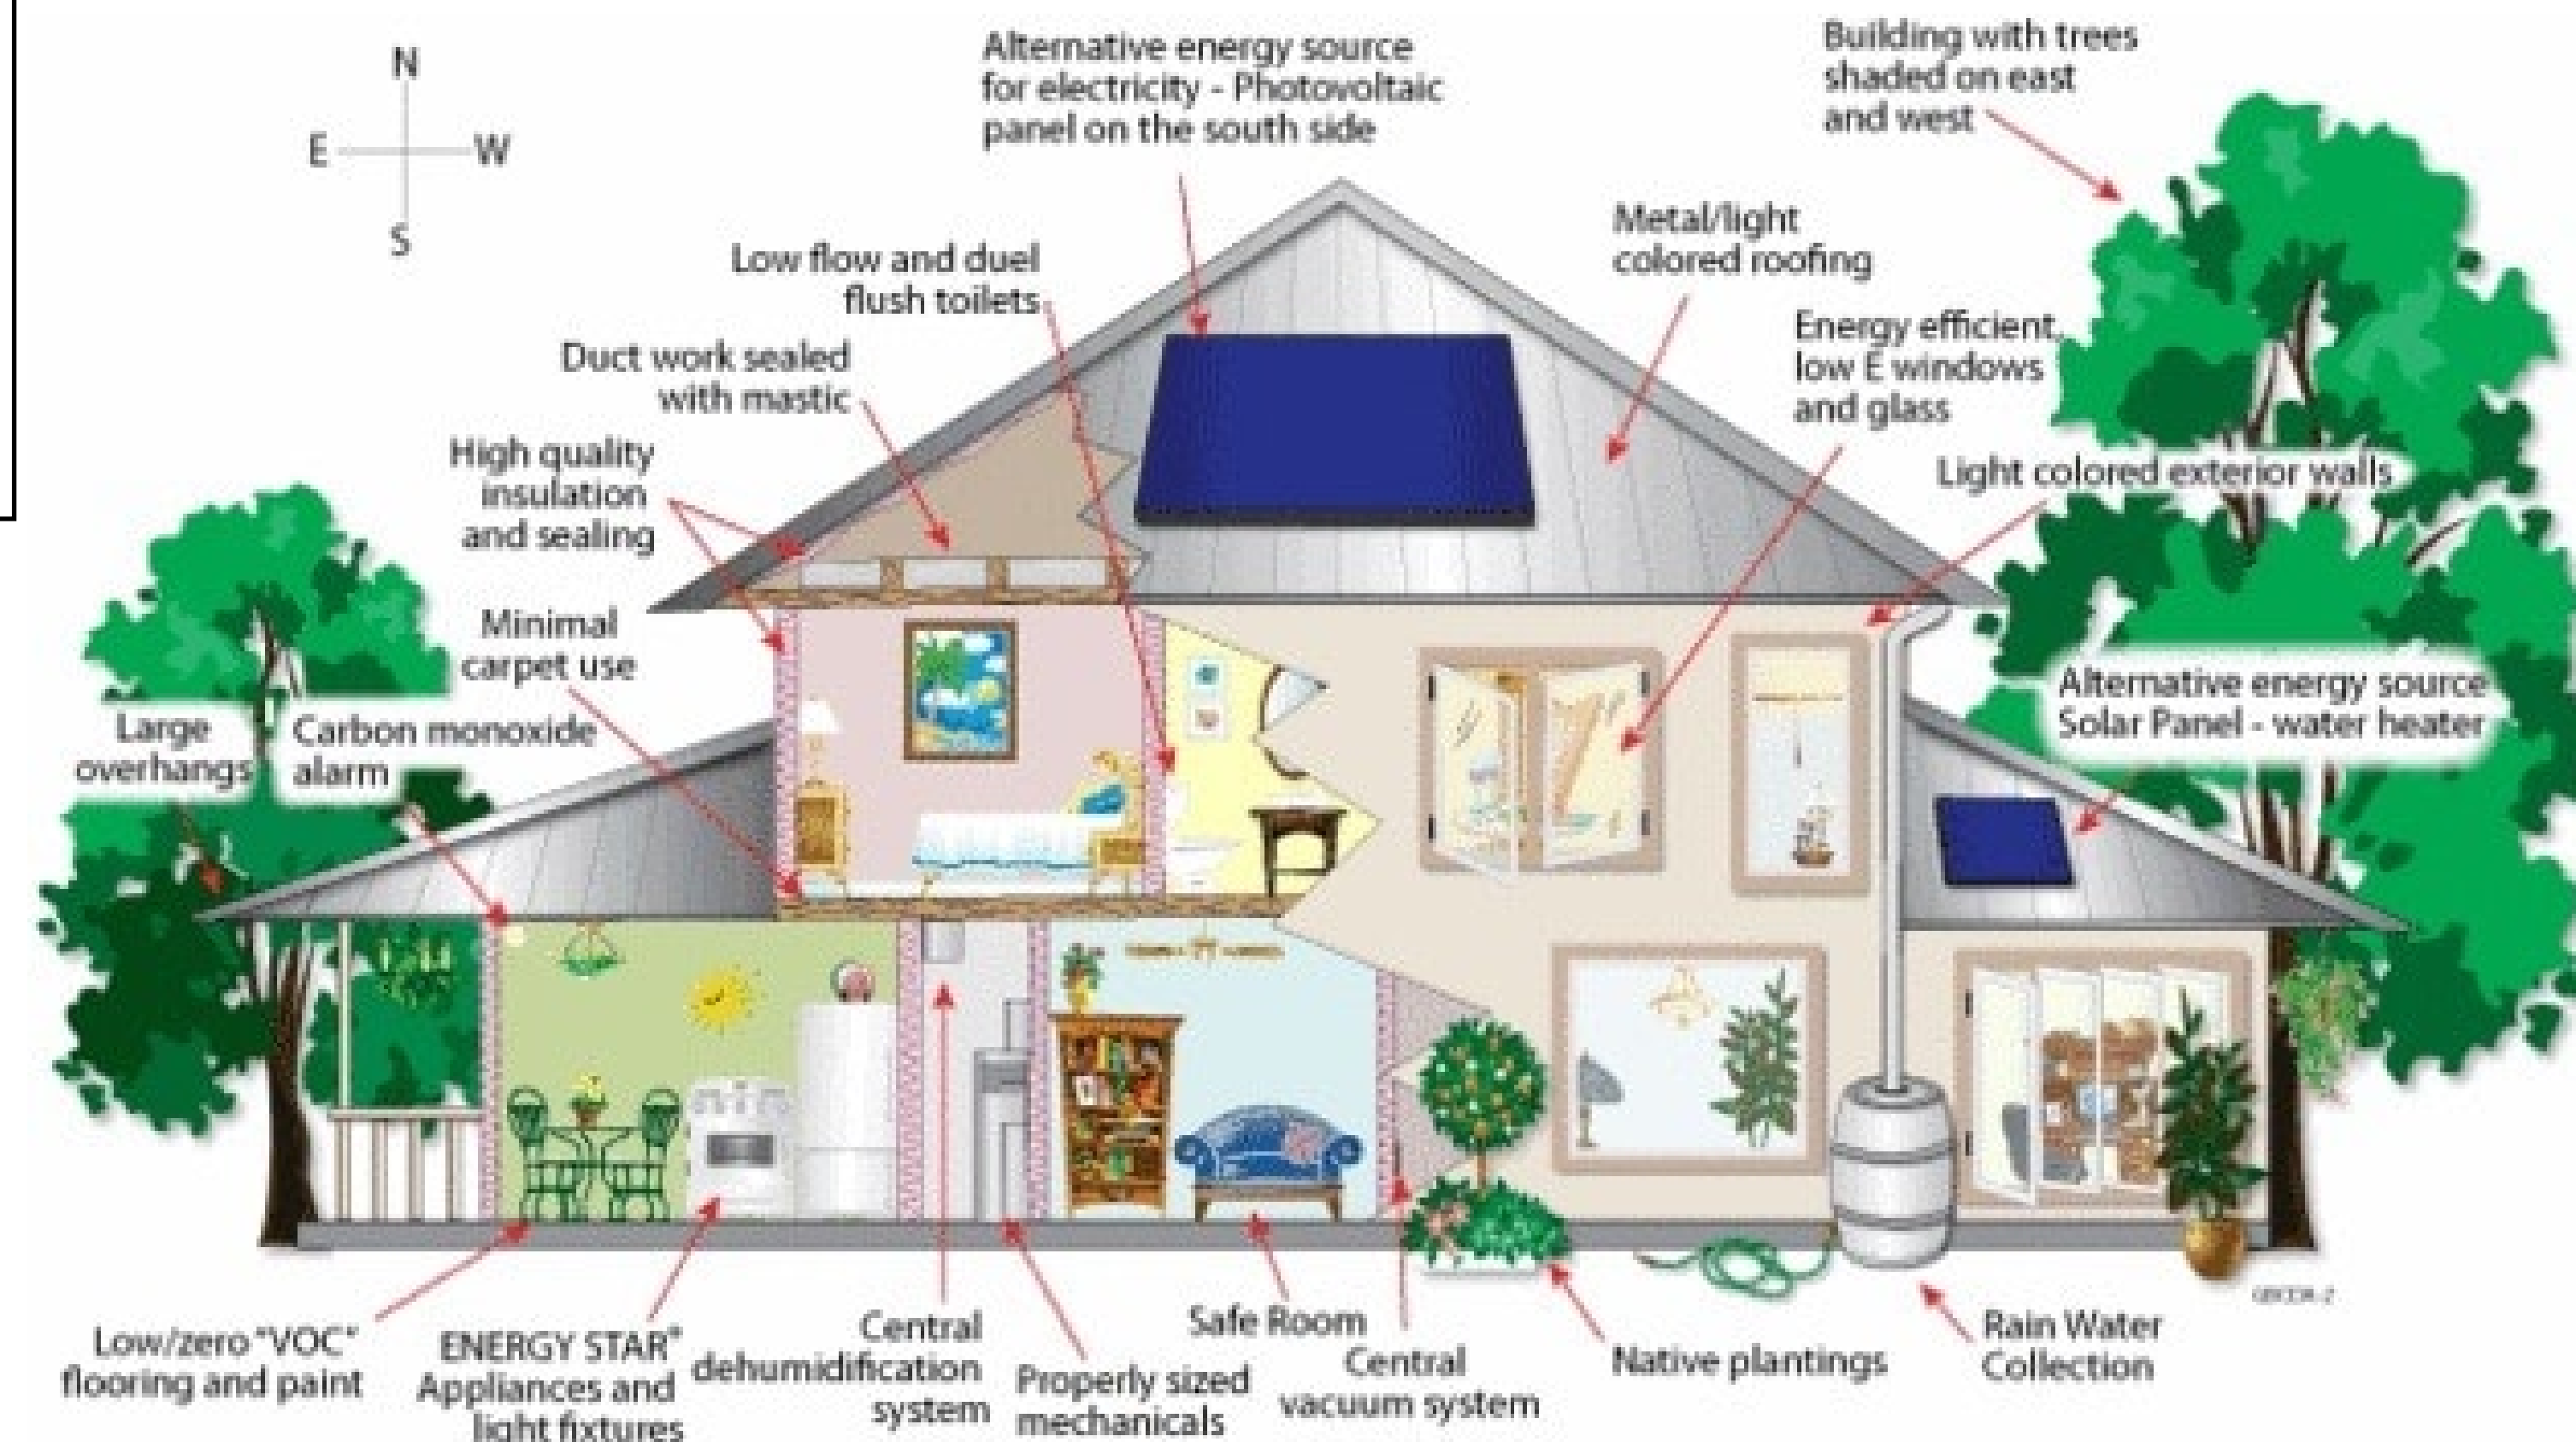 N
E
W
S
Alternative energy source
for electricity - Photovoltaic
panel on the south side
Building with trees
shaded on east
and west
Low flow and duel
flush toilets
Metal/light
colored roofing
Duct work sealed
with mastic
Energy efficient,
low E windows
and glass
High quality
insulation
and sealing
Light colored exterior walls
Minimal
carpet use
Alternative energy source
Solar Panel - water heater
Large
overhangs
Carbon monoxide
alarm
Low/zero "VOC"
flooring and paint
ENERGY STAR®
Appliances and
light fixtures
Central
dehumidification
system
Properly sized
mechanicals
Safe Room
Central
vacuum system
Native plantings
Rain Water
Collection